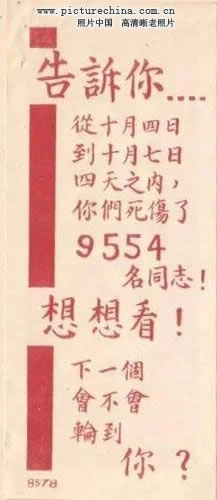 www.picturechina.com.cn
照片中国 高清晰老照片
告訴你……
從十月四日
到十月七日
四天之內，
你們死傷了
9554
名同志！
想想看！
下一個
會不會
輪到
你？
8578